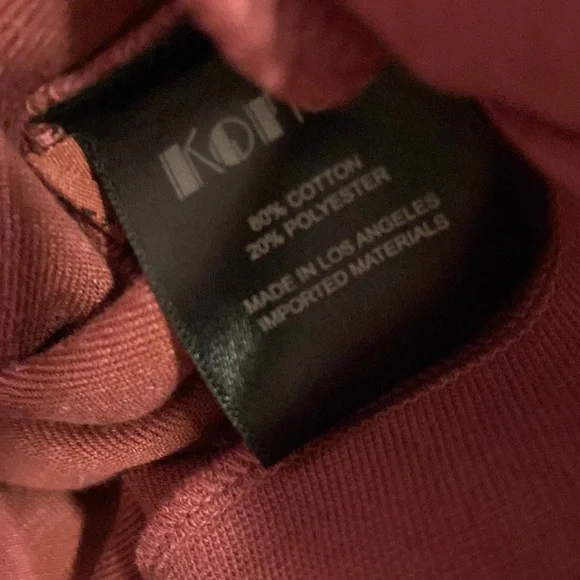 80% COTTON
20% POLYESTER
MADE IN LOS ANGELES
IMPORTED MATERIALS